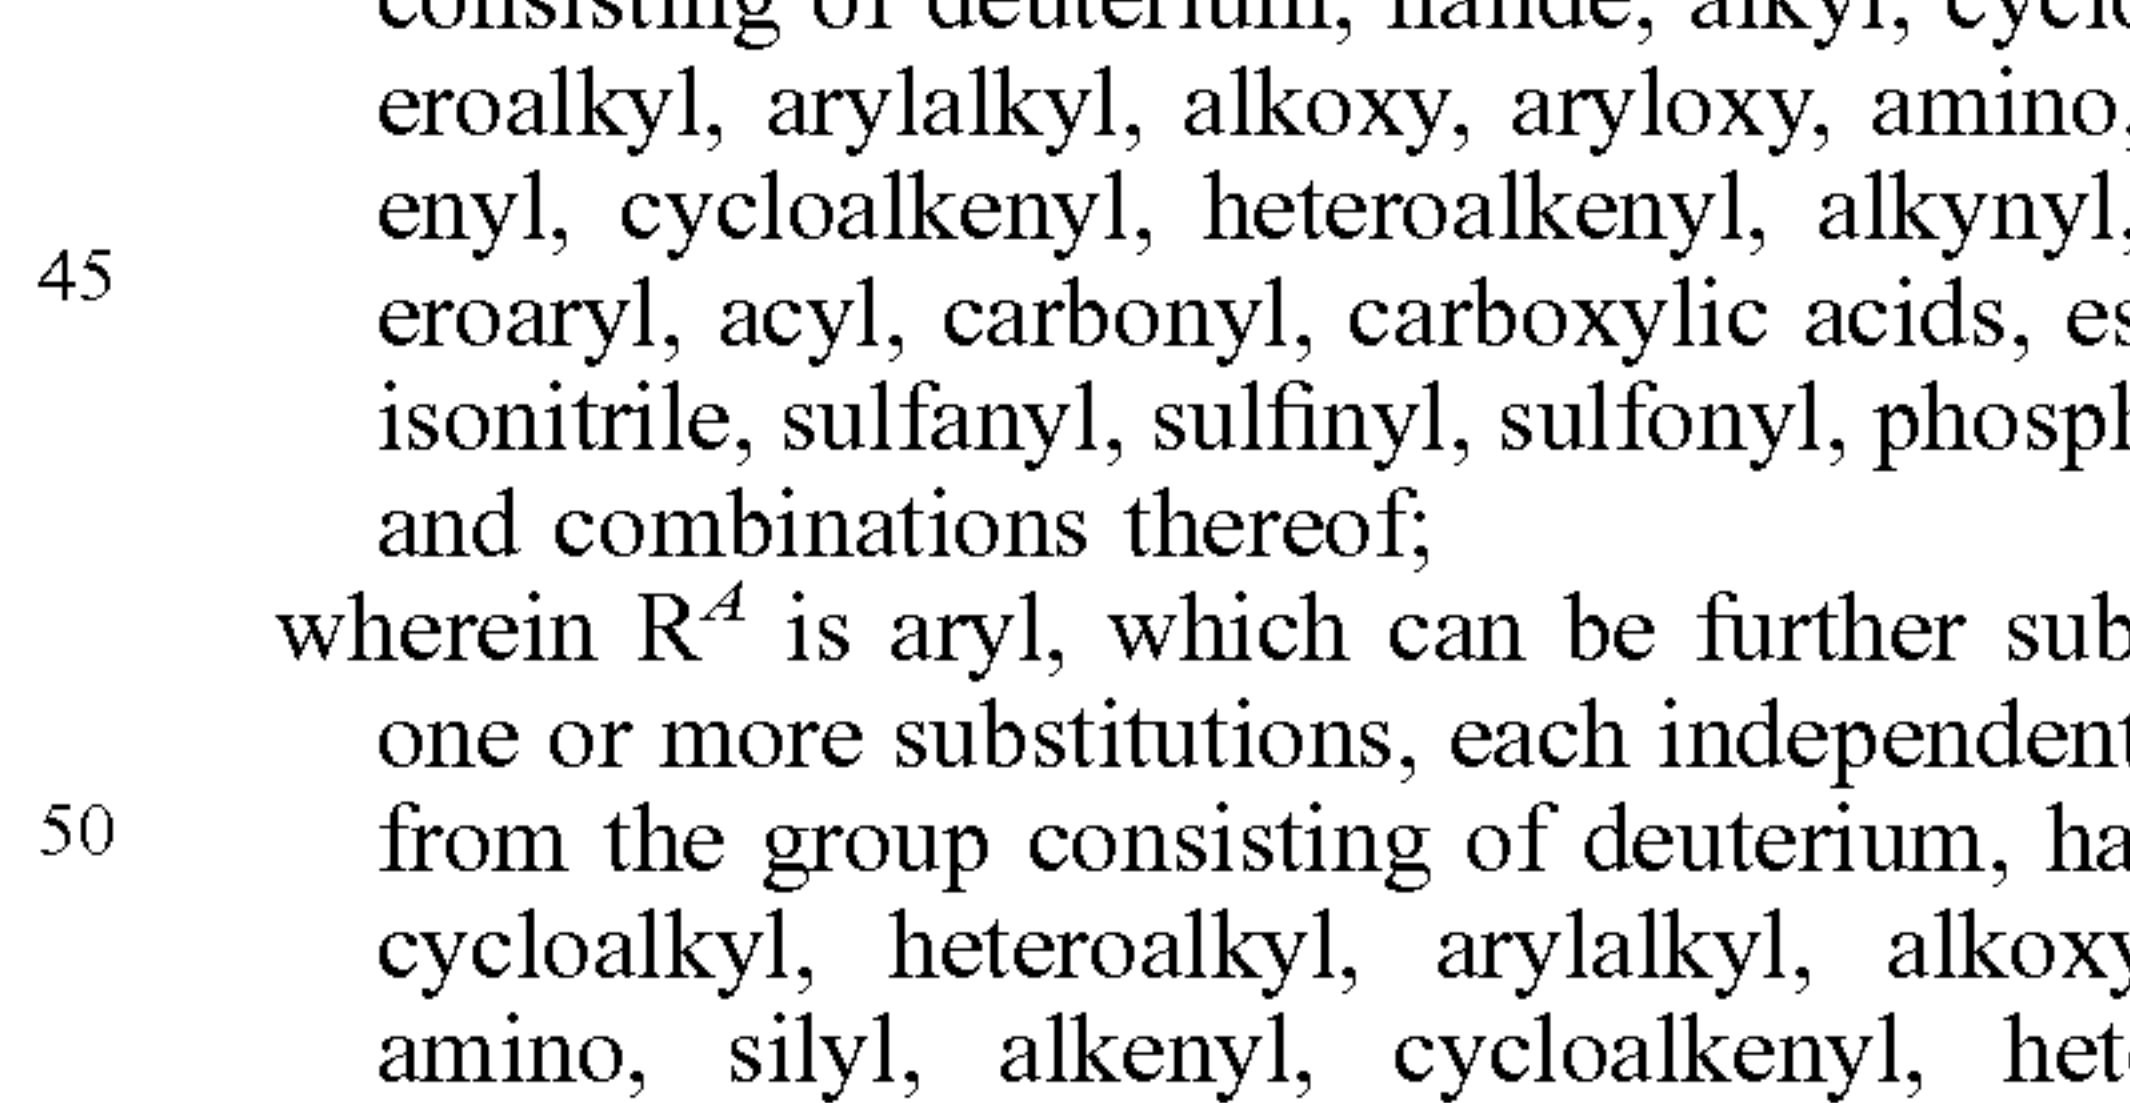 consisting of deuterium, halide, alkyl,
eroalkyl, arylalkyl, alkoxy, aryloxy, amino,
enyl, cycloalkenyl, heteroalkenyl, alkynyl,
45
eroaryl, acyl, carbonyl, carboxylic acids, es
isonitrile, sulfanyl, sulfinyl, sulfonyl, phosph
and combinations thereof;
wherein R^A is aryl, which can be further sub
one or more substitutions, each independent
50
from the group consisting of deuterium, ha
cycloalkyl, heteroalkyl, arylalkyl, alkoxy
amino, silyl, alkenyl, cycloalkenyl, het